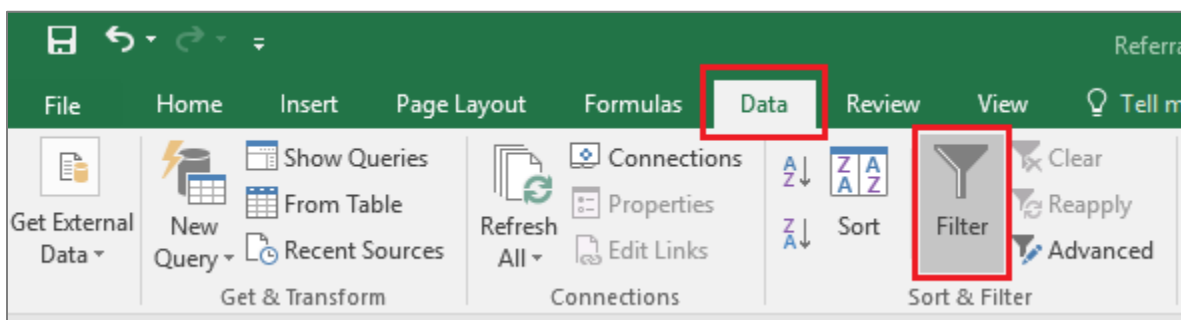 Referra
File Home Insert Page Layout Formulas Data Review View Tell m
Show Queries
From Table
Recent Sources
Get External
Data
New
Query
Get & Transform
Refresh
All
Connections
Properties
Edit Links
Connections
A
Z
Z
A
Z A
A Z
Sort
Filter
Clear
Reapply
Advanced
Sort & Filter